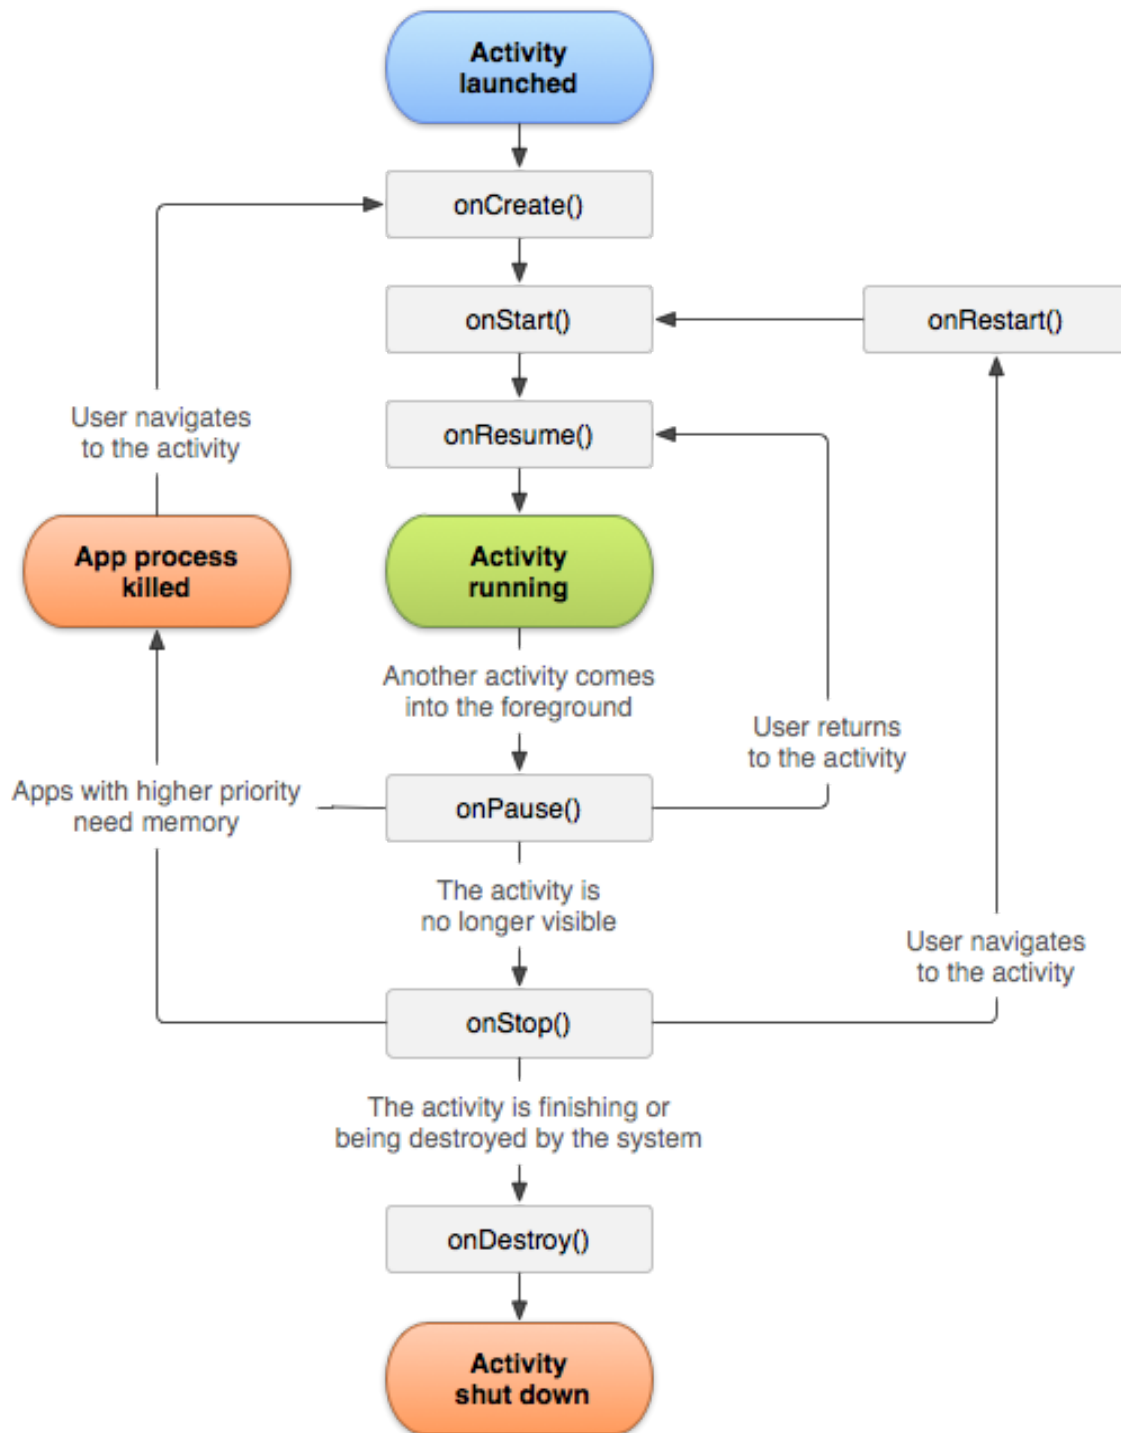 Activity
launched
onCreate()
onStart()
onRestart()
User navigates
to the activity
onResume()
App process
killed
Activity
running
Another activity comes
into the foreground
User returns
to the activity
Apps with higher priority
need memory
onPause()
The activity is
no longer visible
User navigates
to the activity
onStop()
The activity is finishing or
being destroyed by the system
onDestroy()
Activity
shut down